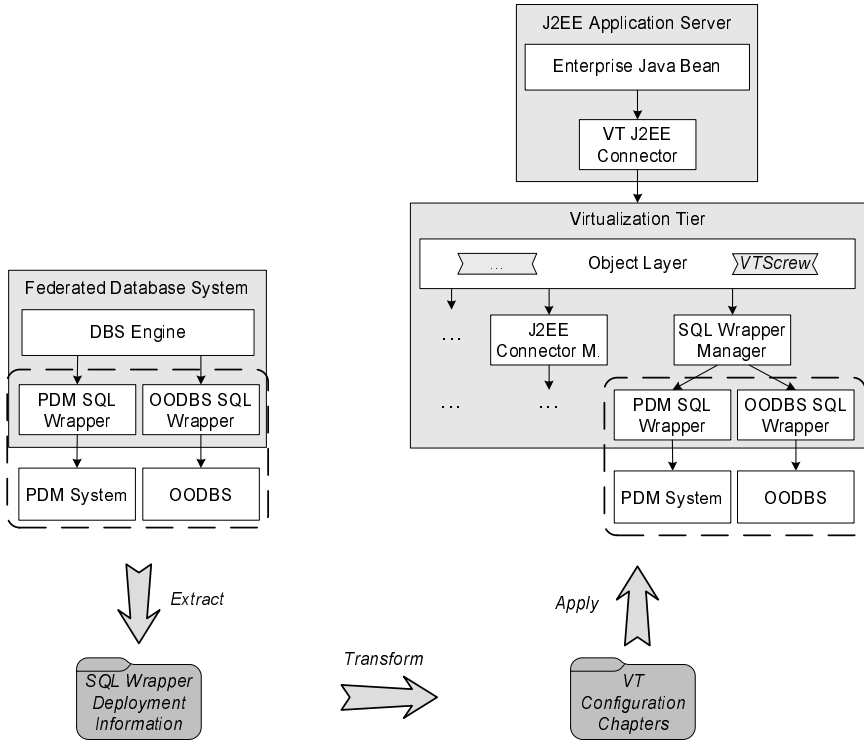 J2EE Application Server
Enterprise Java Bean
VT J2EE
Connector
Virtualization Tier
...
Object Layer
VTScrew
...
J2EE
Connector M.
SQL Wrapper
Manager
...
...
PDM SQL
Wrapper
OODBS SQL
Wrapper
PDM System
OODBS
Federated Database System
DBS Engine
PDM SQL
Wrapper
OODBS SQL
Wrapper
PDM System
OODBS
Extract
SQL Wrapper
Deployment
Information
Transform
Apply
VT
Configuration
Chapters